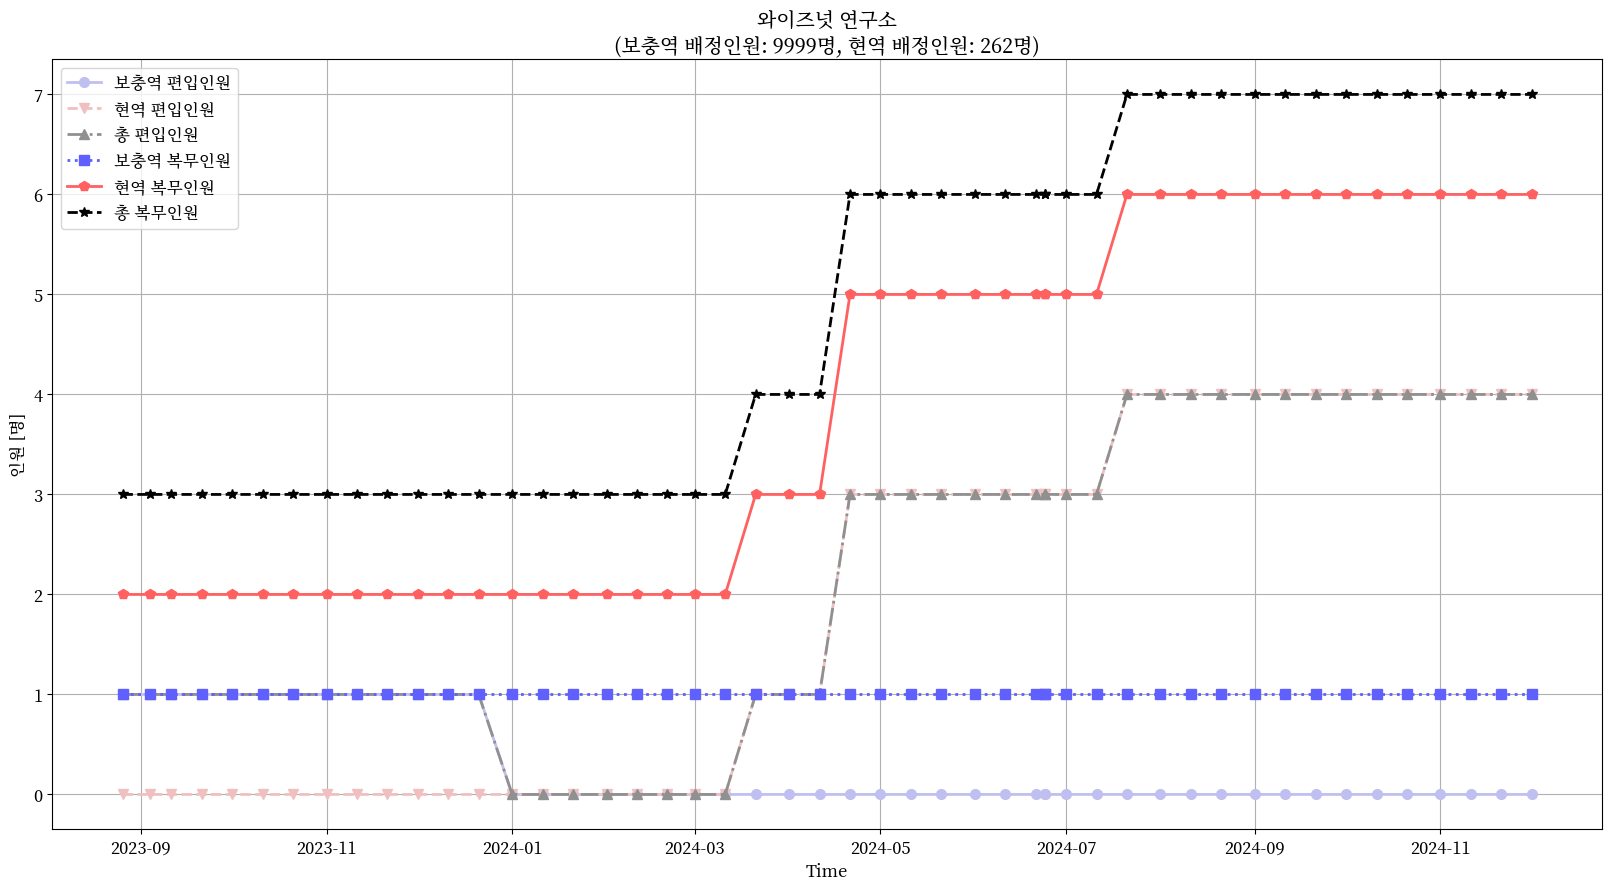 와이즈넛 연구소
(보충역 배정인원: 9999명, 현역 배정인원: 262명)
보충역 편입인원
현역 편입인원
총 편입인원
보충역 복무인원
현역 복무인원
총 복무인원
7
6
5
4
3
2
1
0
인원 [명]
2023-09 2023-11 2024-01 2024-03 2024-05 2024-07 2024-09 2024-11
Time